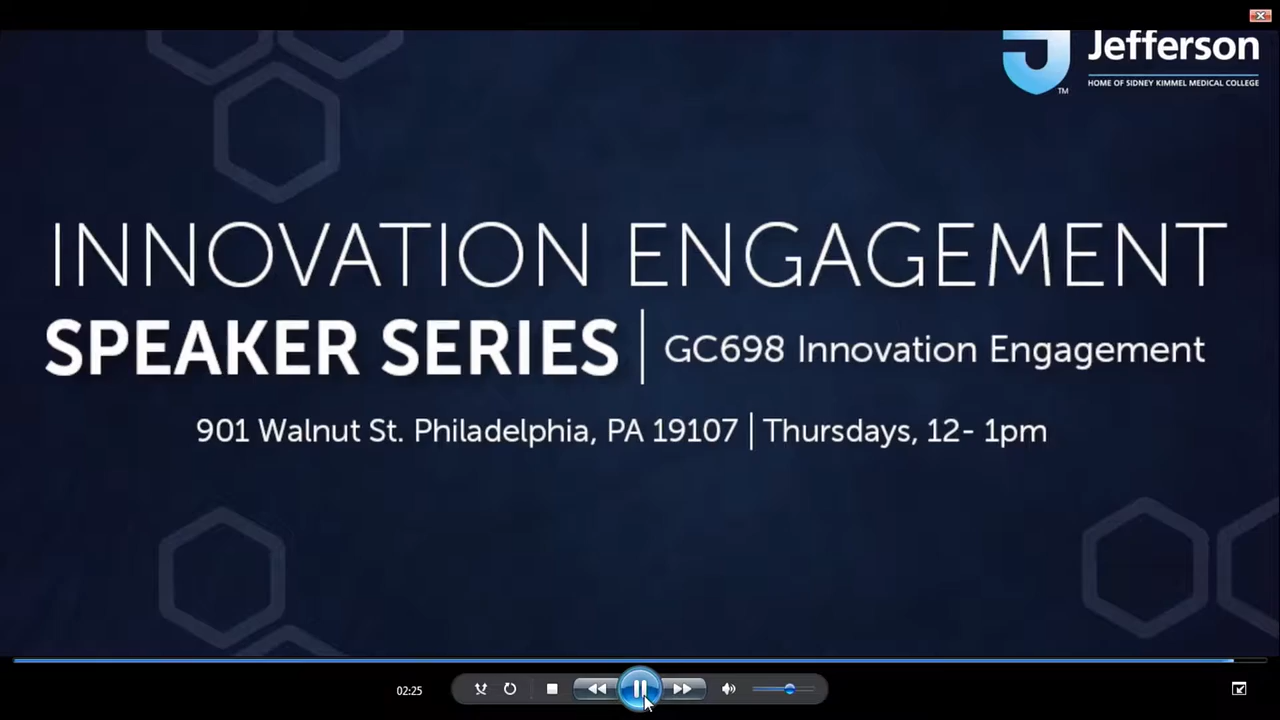 Jefferson
TM
HOME OF SIDNEY KIMMEL MEDICAL COLLEGE
INNOVATION ENGAGEMENT
SPEAKER SERIES | GC698 Innovation Engagement
901 Walnut St. Philadelphia, PA 19107 | Thursdays, 12- 1pm
02:25